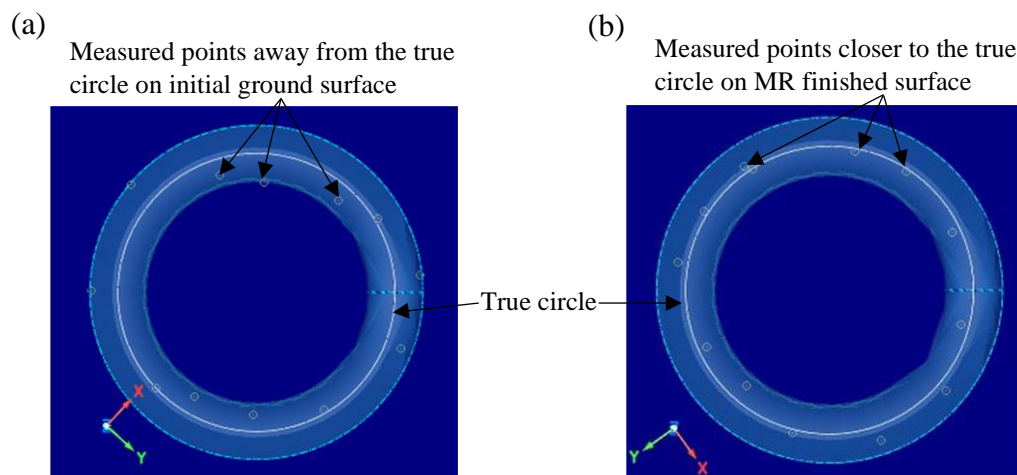 (a)
Measured points away from the true
circle on initial ground surface
(b)
Measured points closer to the true
circle on MR finished surface
True circle
X
Y
Z
X
Y
Z